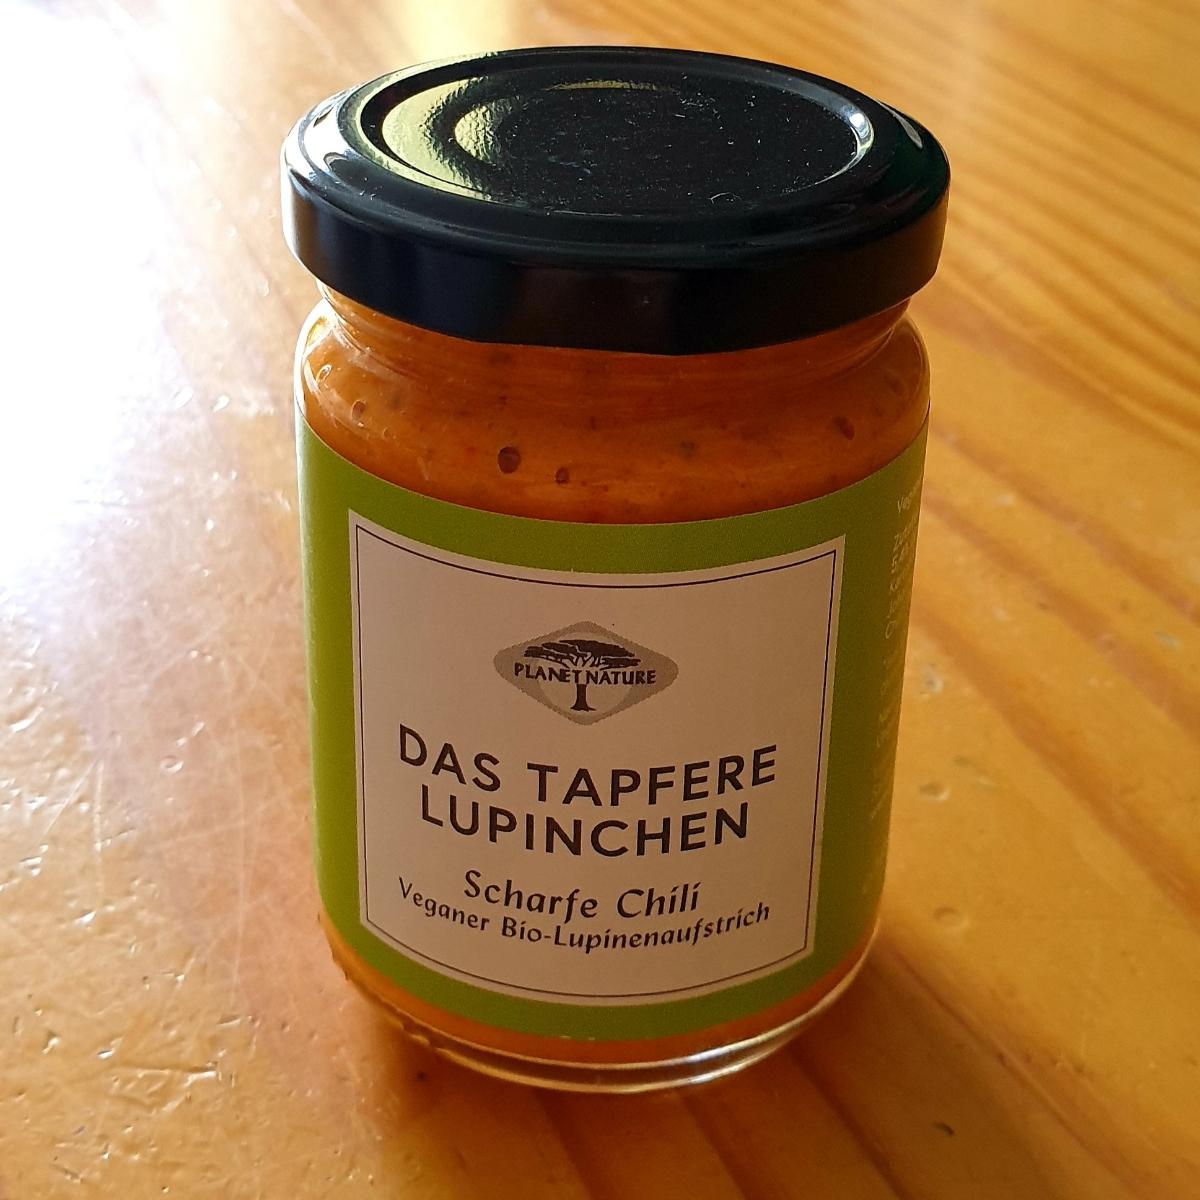 PLANET NATURE
DAS TAPFERE
LUPINCHEN
Scharfe Chili
Veganer Bio-Lupinenaufstrich